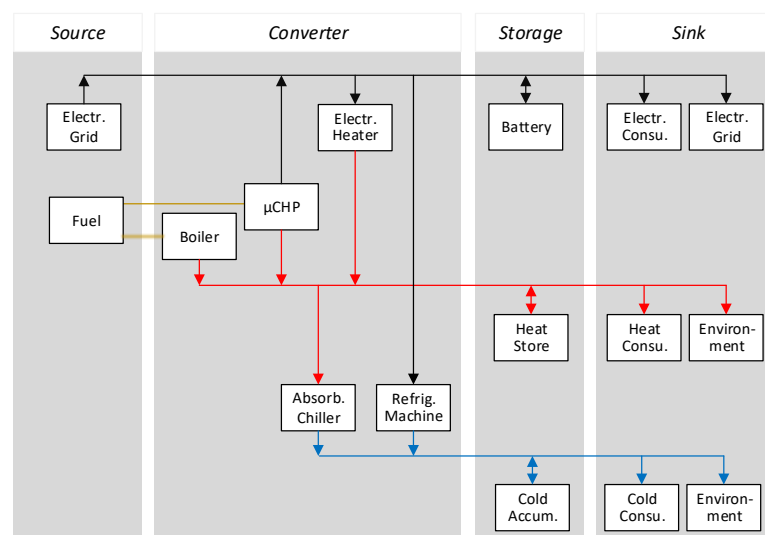 Source
Converter
Storage
Sink
Electr.
Grid
Electr.
Heater
Battery
Electr.
Consu.
Electr.
Grid
Fuel
µCHP
Boiler
Heat
Store
Heat
Consu.
Environ-
ment
Absorb.
Chiller
Refrig.
Machine
Cold
Accum.
Cold
Consu.
Environ-
ment